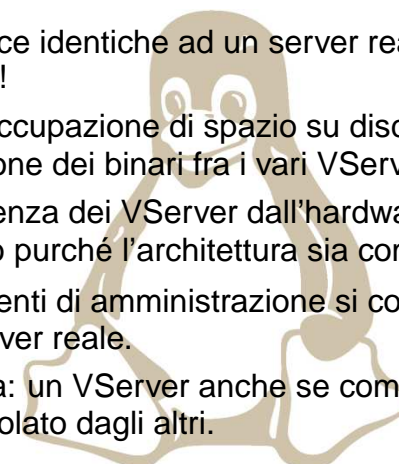 ce identiche ad un server rea
!
ccupazione di spazio su disc
one dei binari fra i vari VServ
enza dei VServer dall'hardwa
o purché l'architettura sia con
enti di amministrazione si co
ver reale.
a: un VServer anche se com
olato dagli altri.